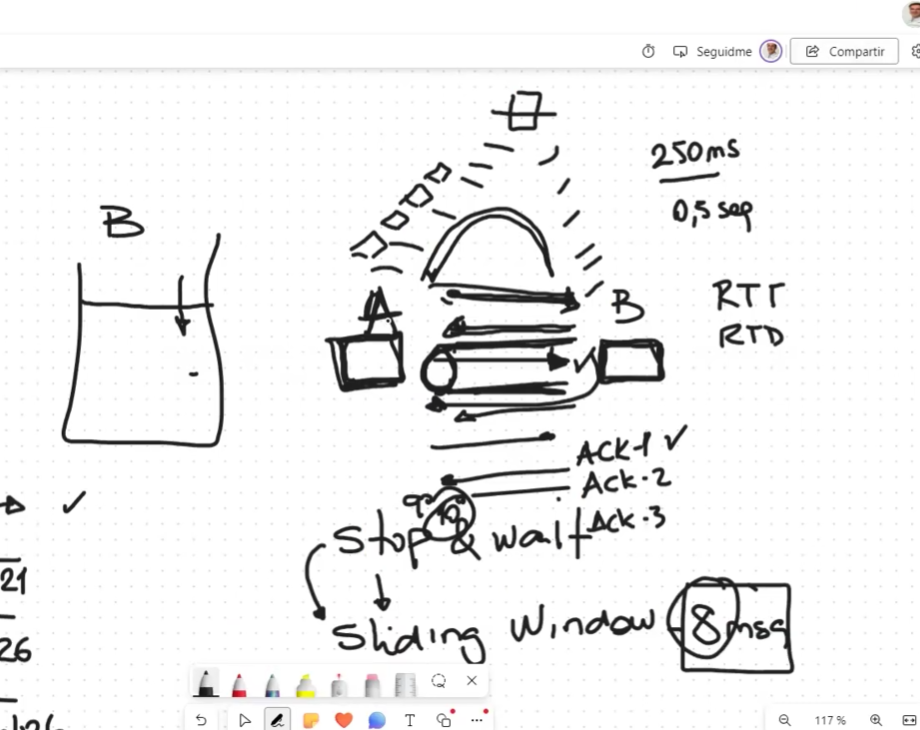 Seguidme
Compartir
250ms
0,5 seg
B
A
B
RTT
RTD
ACK-1 ✓
ACK-2
ACK-3
✓
21
26
Stop & wait
Sliding Window 8 msg
T
117 %